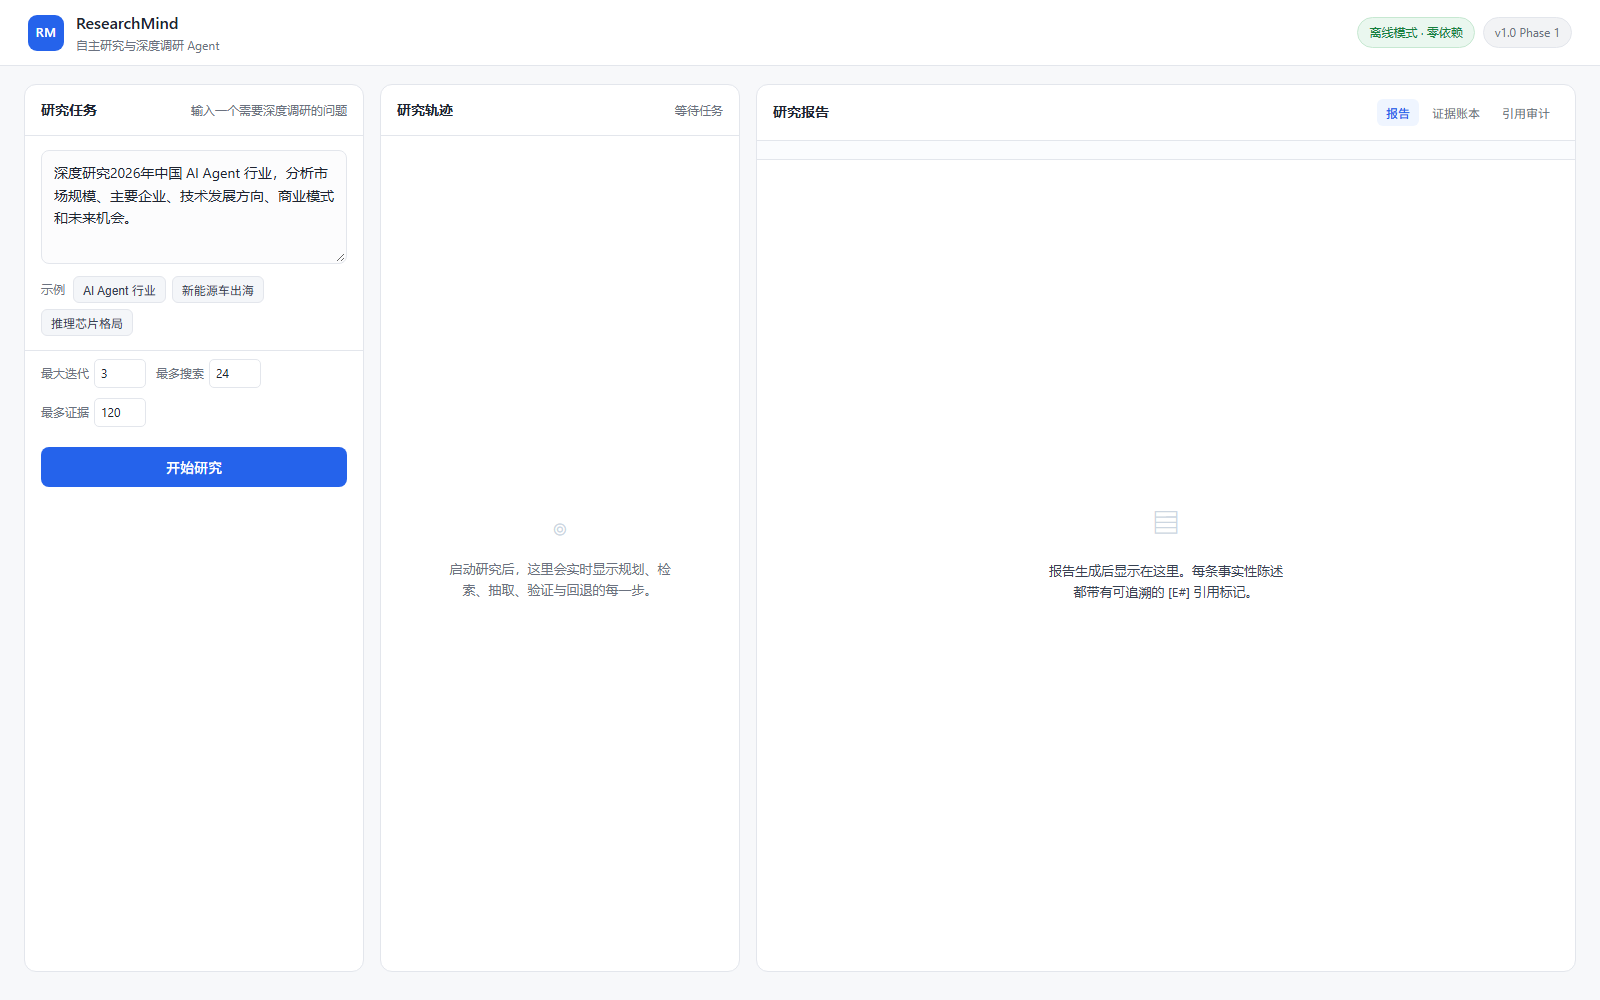 RM
ResearchMind
自主研究与深度调研 Agent
离线模式 · 零依赖
v1.0 Phase 1
研究任务
输入一个需要深度调研的问题
深度研究2026年中国 AI Agent 行业，分析市
场规模、主要企业、技术发展方向、商业模式
和未来机会。
示例
AI Agent 行业
新能源车出海
推理芯片格局
最大迭代
3
最多搜索
24
最多证据
120
开始研究
研究轨迹
等待任务
启动研究后，这里会实时显示规划、检
索、抽取、验证与回退的每一步。
研究报告
报告
证据账本
引用审计
报告生成后显示在这里。每条事实性陈述
都带有可追溯的 [E#] 引用标记。